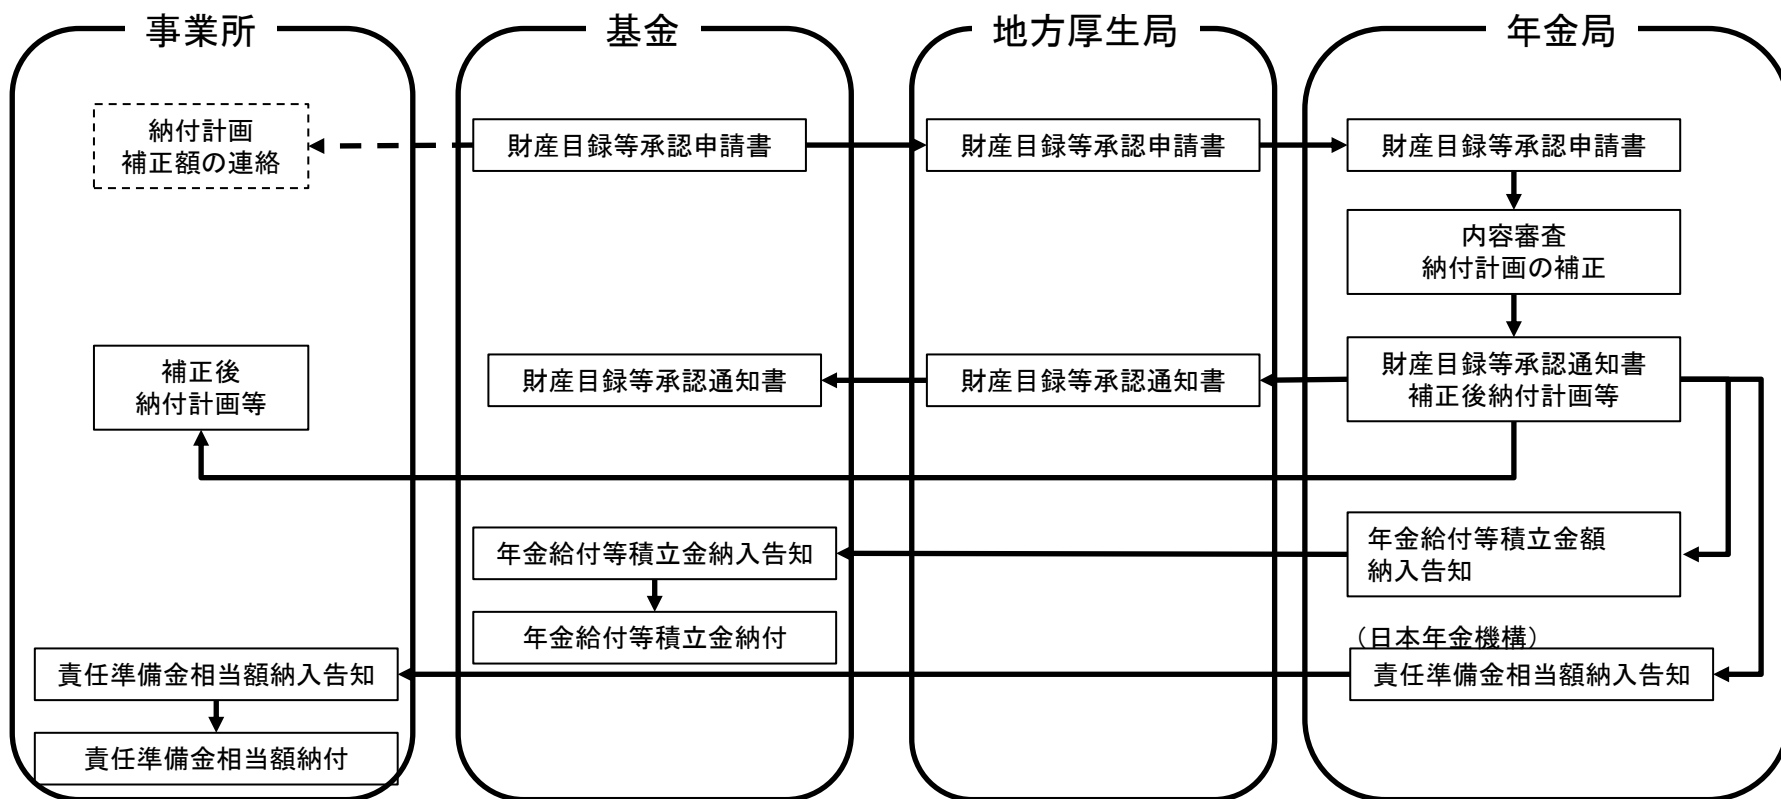 事業所
基金
地方厚生局
年金局
納付計画
補正額の連絡
財産目録等承認申請書
財産目録等承認申請書
財産目録等承認申請書
内容審査
納付計画の補正
補正後
納付計画等
財産目録等承認通知書
財産目録等承認通知書
財産目録等承認通知書
補正後納付計画等
年金給付等積立金納入告知
年金給付等積立金額
納入告知
年金給付等積立金納付
（日本年金機構）
責任準備金相当額納入告知
責任準備金相当額納入告知
責任準備金相当額納付